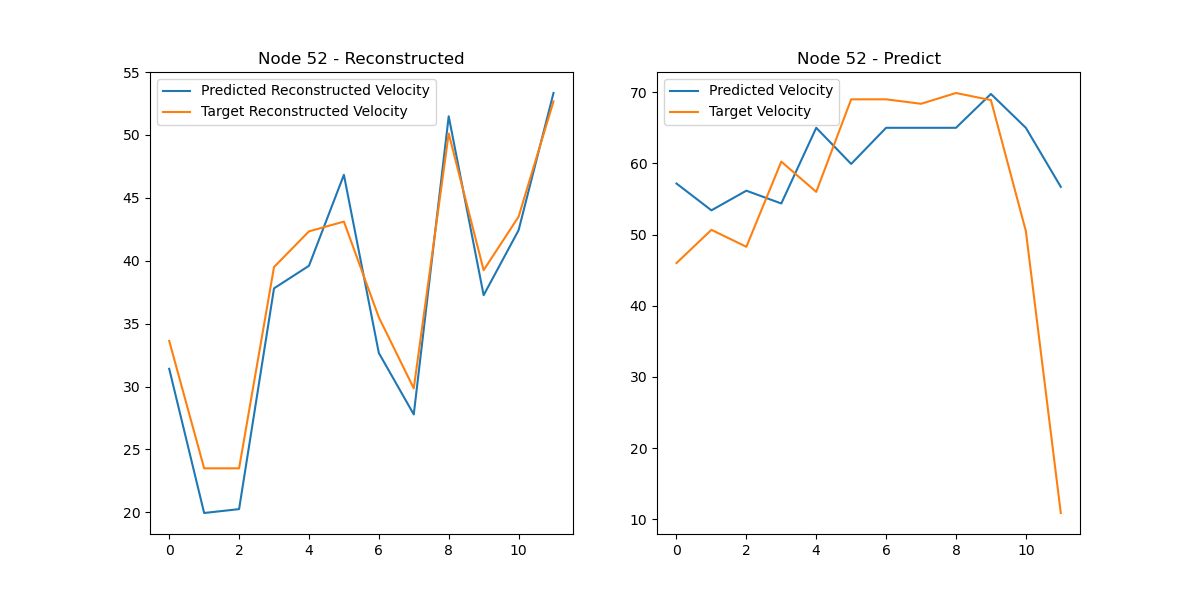 Node 52 - Reconstructed
Predicted Reconstructed Velocity
Target Reconstructed Velocity
55
50
45
40
35
30
25
20
0 2 4 6 8 10
Node 52 - Predict
Predicted Velocity
Target Velocity
70
60
50
40
30
20
10
0 2 4 6 8 10